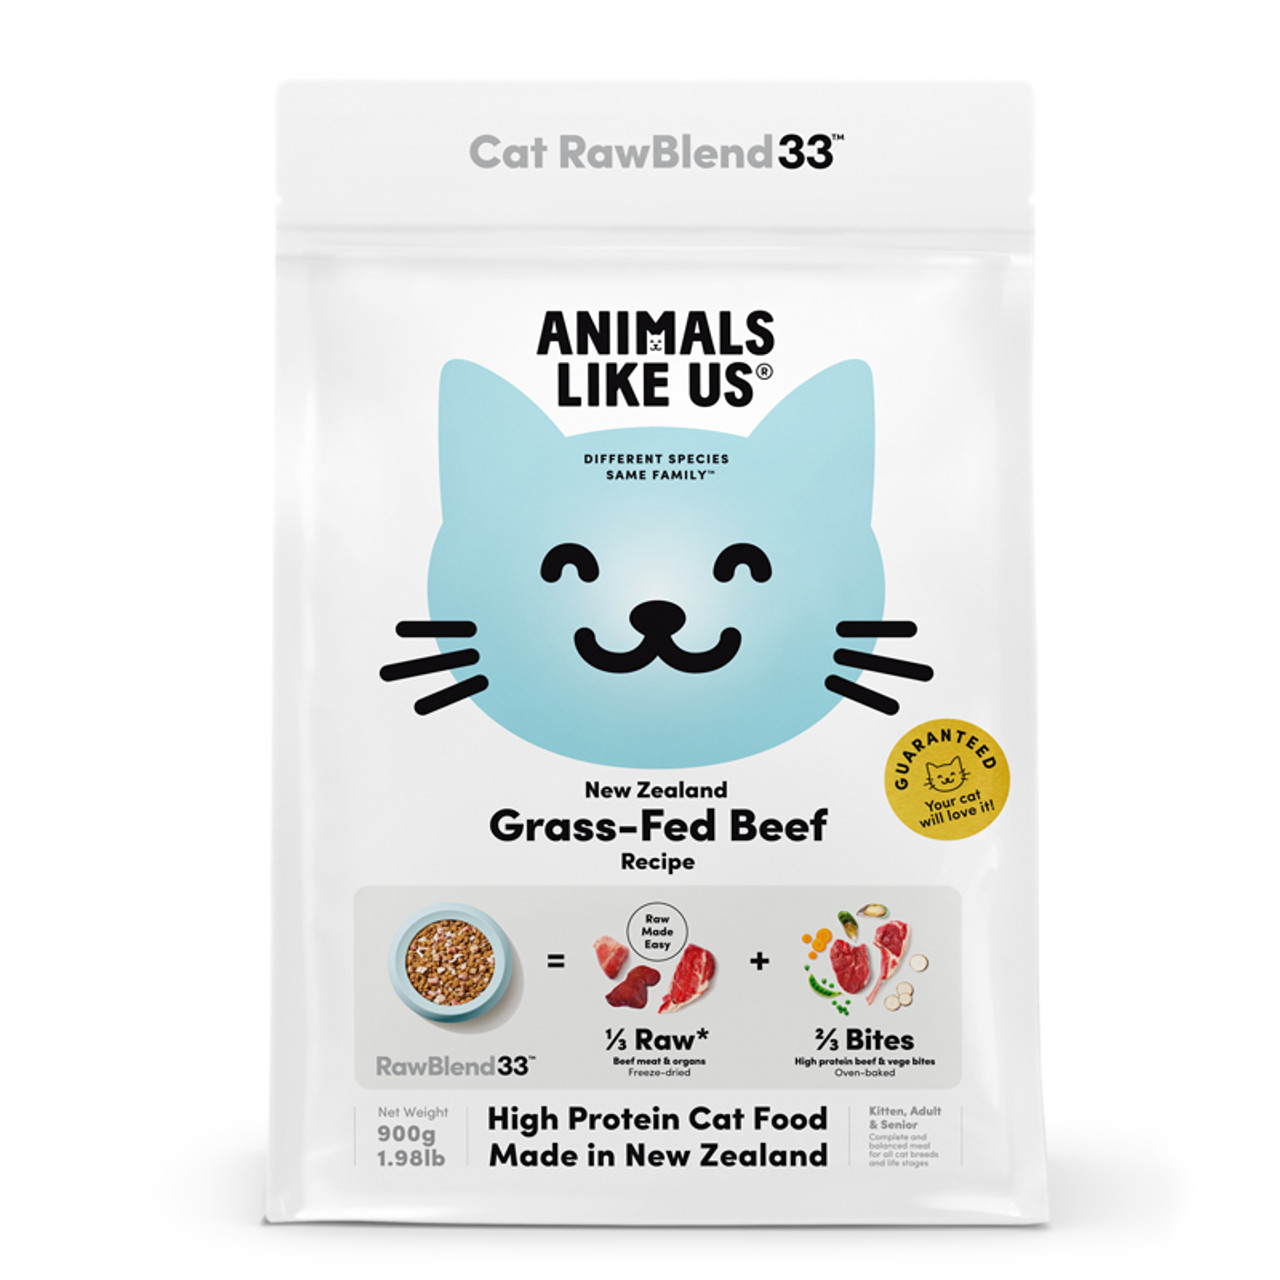 Cat RawBlend33™
ANIMALS
LIKE US®
DIFFERENT SPECIES
SAME FAMILY™
GUARANTEED
Your cat
will love it!
New Zealand
Grass-Fed Beef
Recipe
Raw
Made
Easy
=
+
RawBlend33™
⅓ Raw*
Beef meat & organs
Freeze-dried
⅔ Bites
High protein beef & vege bites
Oven-baked
Net Weight
900g
1.98lb
High Protein Cat Food
Made in New Zealand
Kitten, Adult
& Senior
Complete and
balanced meal
for all cat breeds
and life stages